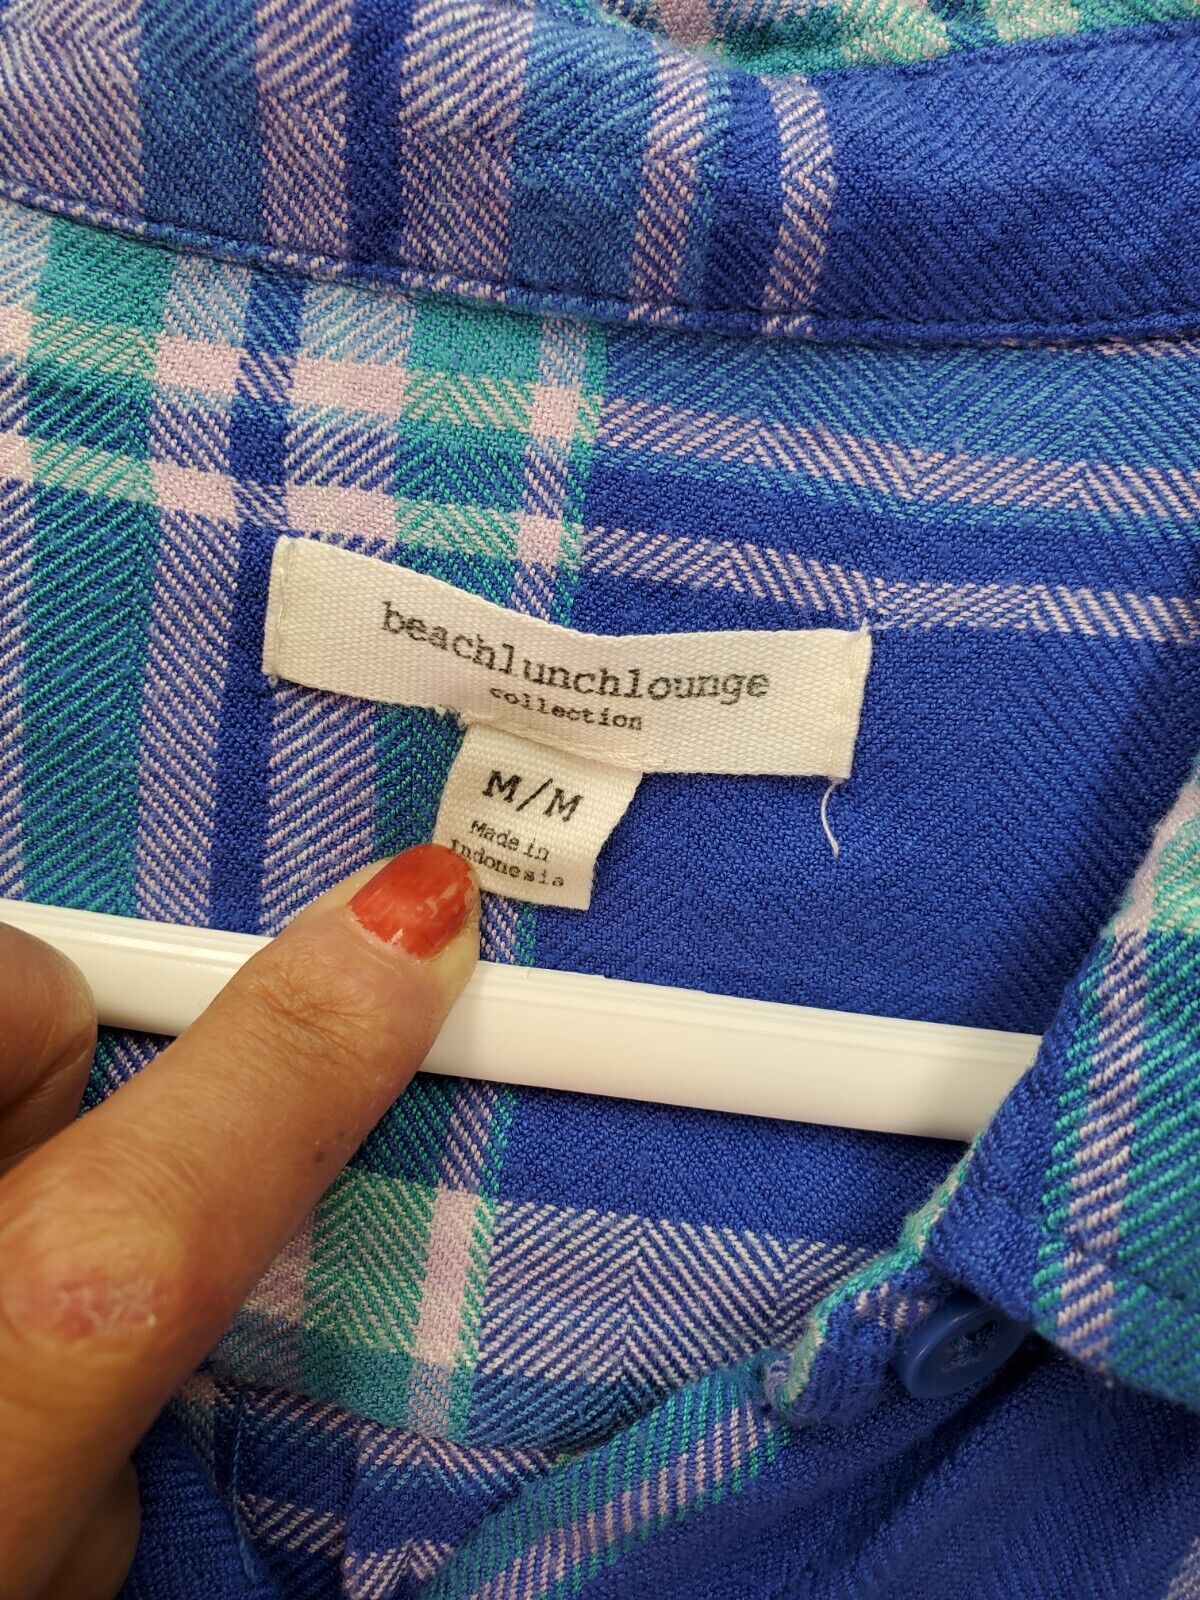 beachlunchlounge
collection
M/M
Made in
Indonesia